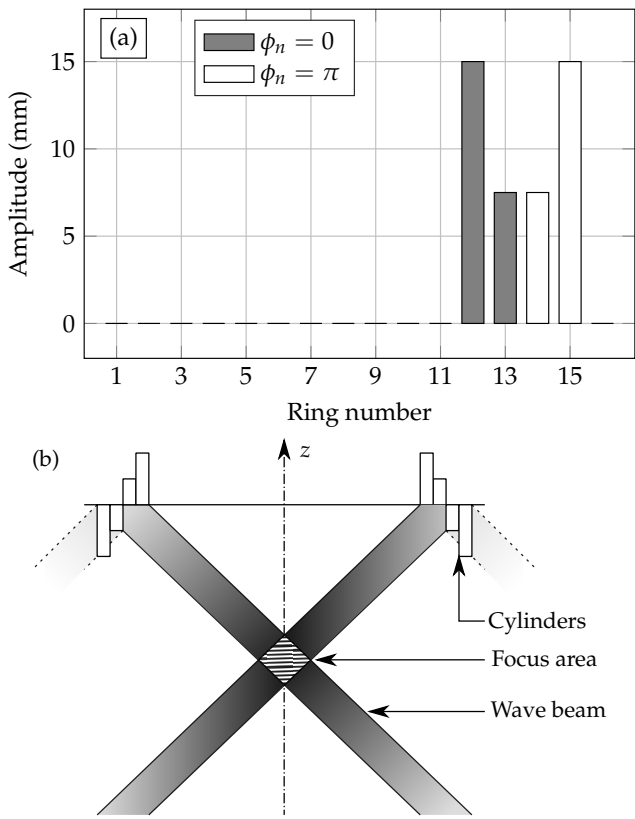 (a)
ϕₙ = 0
ϕₙ = π
15
10
5
0
Amplitude (mm)
1 3 5 7 9 11 13 15
Ring number
(b)
z
Cylinders
Focus area
Wave beam